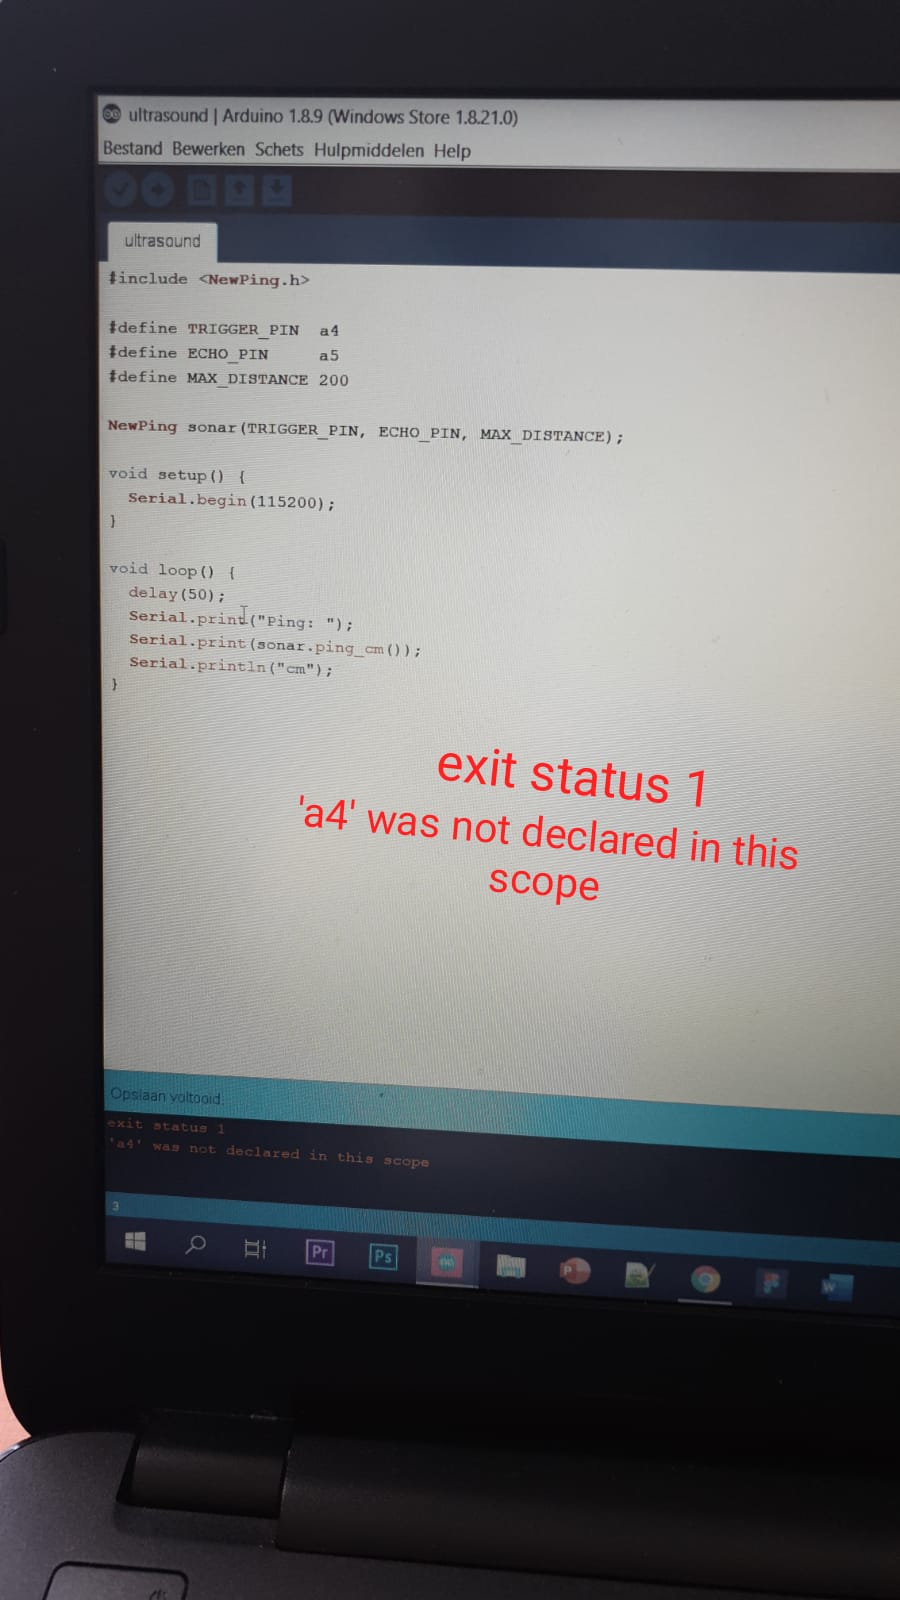 ultrasound | Arduino 1.8.9 (Windows Store 1.8.21.0)
Bestand Bewerken Schets Hulpmiddelen Help
ultrasound
#include <NewPing.h>
#define TRIGGER_PIN a4
#define ECHO_PIN a5
#define MAX_DISTANCE 200
NewPing sonar(TRIGGER_PIN, ECHO_PIN, MAX_DISTANCE);
void setup() {
Serial.begin(115200);
}
void loop() {
delay(50);
Serial.print("Ping: ");
Serial.print(sonar.ping_cm());
Serial.println("cm");
}
exit status 1
'a4' was not declared in this
scope
Opslaan voltooid.
exit status 1
'a4' was not declared in this scope
3
Pr
Ps
P
W